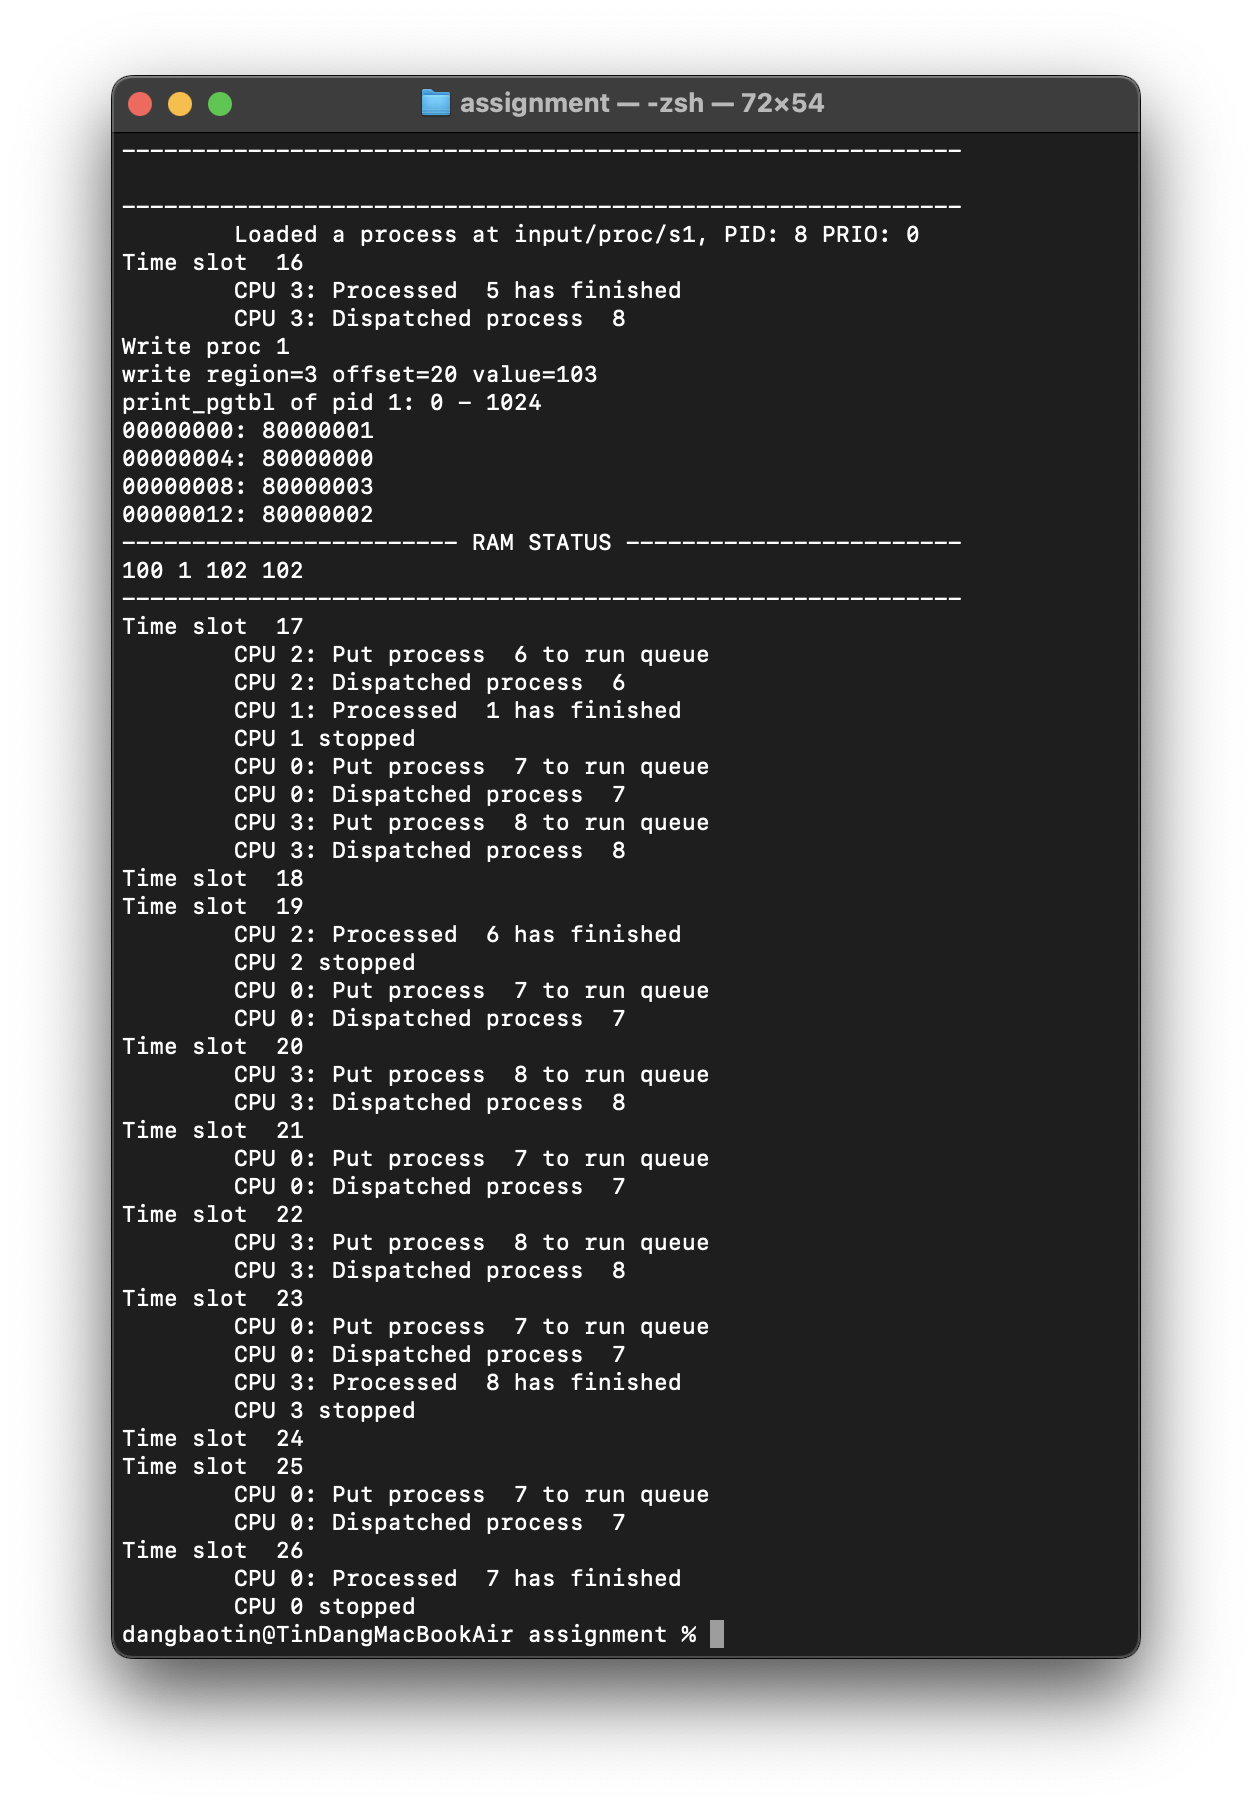 assignment — -zsh — 72×54
------------------------------------------------------------
------------------------------------------------------------
        Loaded a process at input/proc/s1, PID: 8 PRIO: 0
Time slot  16
        CPU 3: Processed  5 has finished
        CPU 3: Dispatched process  8
Write proc 1
write region=3 offset=20 value=103
print_pgtbl of pid 1: 0 - 1024
00000000: 80000001
00000004: 80000000
00000008: 80000003
00000012: 80000002
------------------------ RAM STATUS ------------------------
100 1 102 102
------------------------------------------------------------
Time slot  17
        CPU 2: Put process  6 to run queue
        CPU 2: Dispatched process  6
        CPU 1: Processed  1 has finished
        CPU 1 stopped
        CPU 0: Put process  7 to run queue
        CPU 0: Dispatched process  7
        CPU 3: Put process  8 to run queue
        CPU 3: Dispatched process  8
Time slot  18
Time slot  19
        CPU 2: Processed  6 has finished
        CPU 2 stopped
        CPU 0: Put process  7 to run queue
        CPU 0: Dispatched process  7
Time slot  20
        CPU 3: Put process  8 to run queue
        CPU 3: Dispatched process  8
Time slot  21
        CPU 0: Put process  7 to run queue
        CPU 0: Dispatched process  7
Time slot  22
        CPU 3: Put process  8 to run queue
        CPU 3: Dispatched process  8
Time slot  23
        CPU 0: Put process  7 to run queue
        CPU 0: Dispatched process  7
        CPU 3: Processed  8 has finished
        CPU 3 stopped
Time slot  24
Time slot  25
        CPU 0: Put process  7 to run queue
        CPU 0: Dispatched process  7
Time slot  26
        CPU 0: Processed  7 has finished
        CPU 0 stopped
dangbaotin@TinDangMacBookAir assignment %